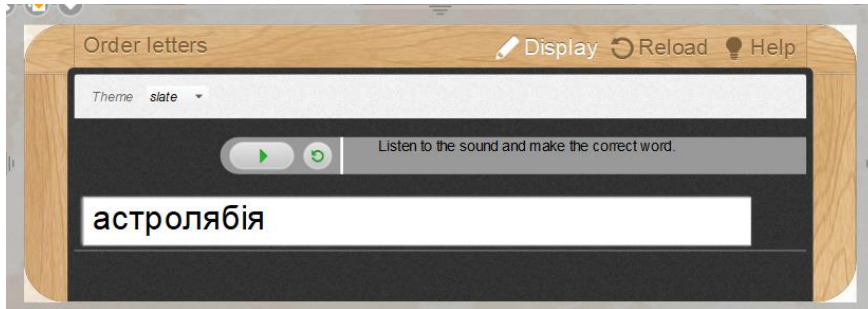 Order letters
Display Reload Help
Theme slate
Listen to the sound and make the correct word.
астролябія